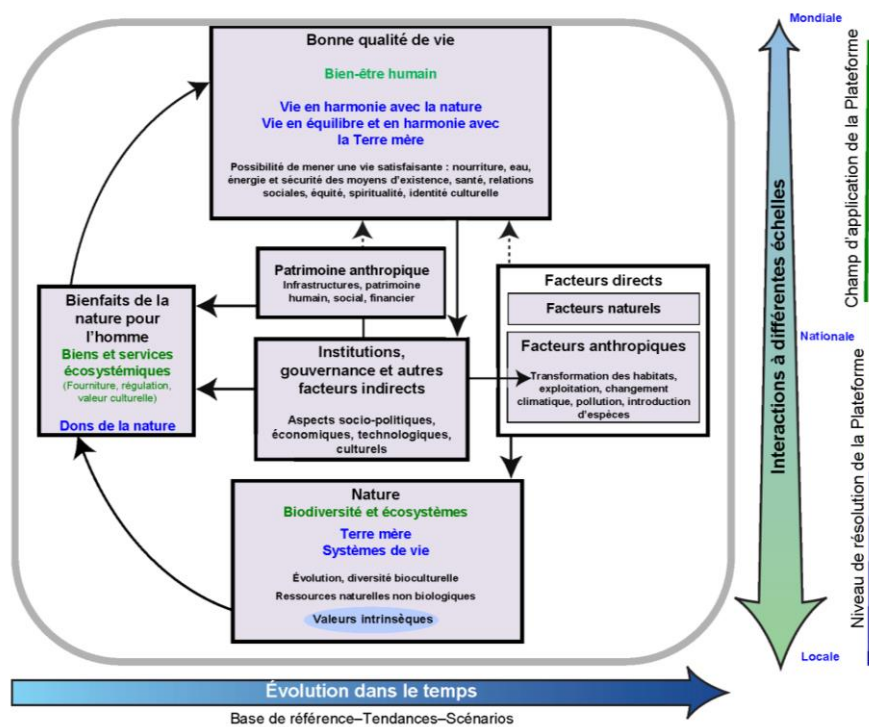 Bonne qualité de vie
Bien-être humain
Vie en harmonie avec la nature
Vie en équilibre et en harmonie avec
la Terre mère
Possibilité de mener une vie satisfaisante : nourriture, eau,
énergie et sécurité des moyens d'existence, santé, relations
sociales, équité, spiritualité, identité culturelle
Patrimoine anthropique
Infrastructures, patrimoine
humain, social, financier
Facteurs directs
Facteurs naturels
Facteurs anthropiques
Transformation des habitats,
exploitation, changement
climatique, pollution, introduction
d'espèces
Bienfaits de la
nature pour
l'homme
Biens et services
écosystémiques
(Fourniture, régulation,
valeur culturelle)
Dons de la nature
Institutions,
gouvernance et autres
facteurs indirects
Aspects socio-politiques,
économiques, technologiques,
culturels
Nature
Biodiversité et écosystèmes
Terre mère
Systèmes de vie
Évolution, diversité bioculturelle
Ressources naturelles non biologiques
Valeurs intrinsèques
Évolution dans le temps
Base de référence–Tendances–Scénarios
Mondiale
Nationale
Locale
Interactions à différentes échelles
Champ d'application de la Plateforme
Niveau de résolution de la Plateforme